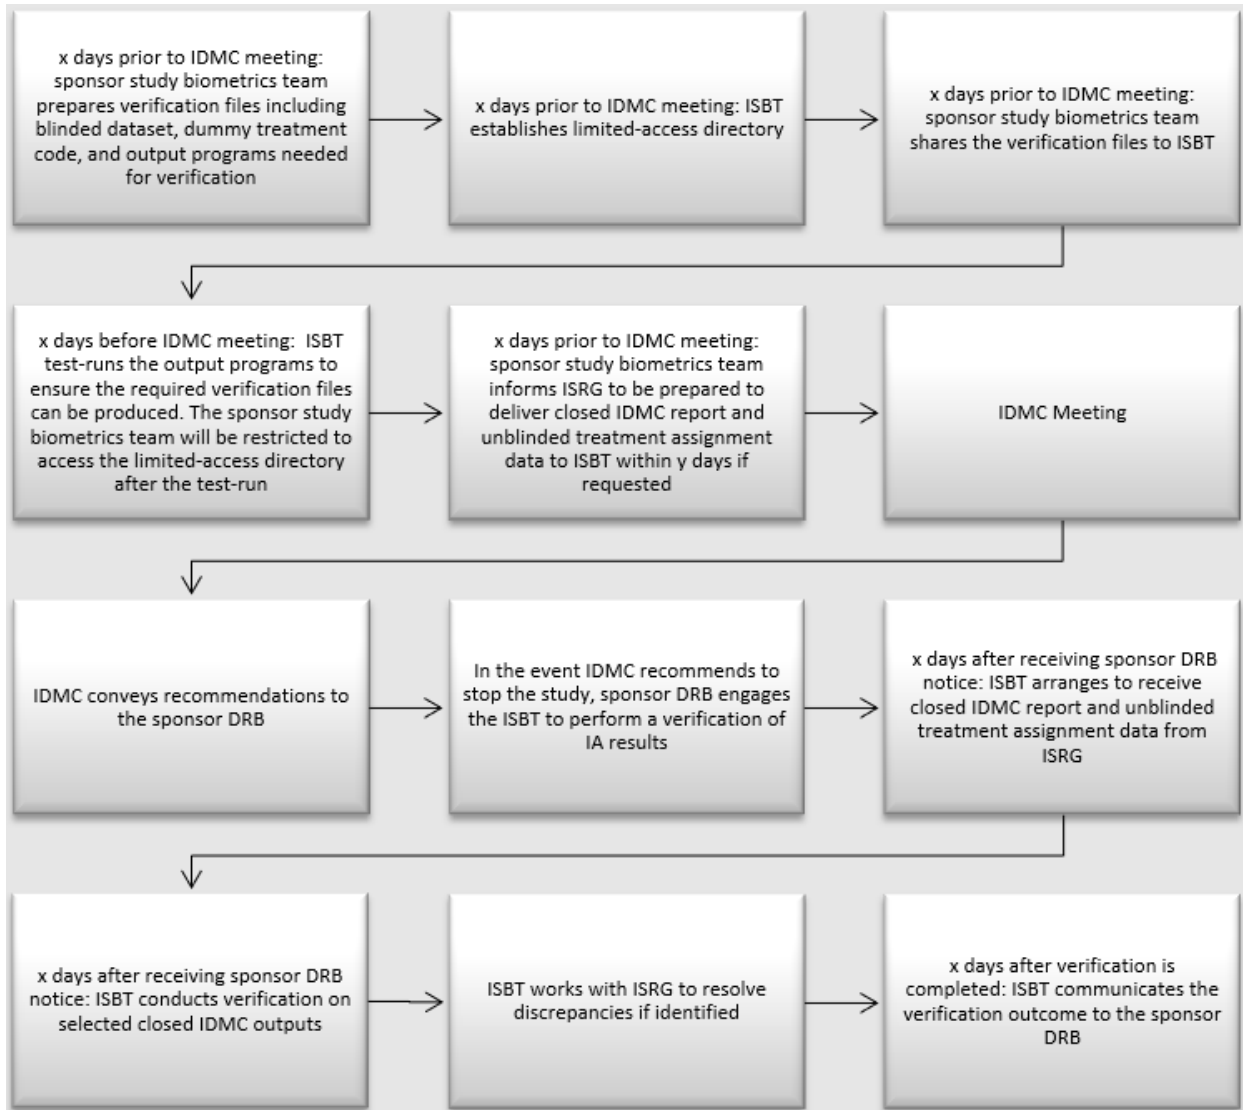 x days prior to IDMC meeting:
sponsor study biometrics team
prepares verification files including
blinded dataset, dummy treatment
code, and output programs needed
for verification
x days prior to IDMC meeting: ISBT
establishes limited-access directory
x days prior to IDMC meeting:
sponsor study biometrics team
shares the verification files to ISBT
x days before IDMC meeting:  ISBT
test-runs the output programs to
ensure the required verification files
can be produced. The sponsor study
biometrics team will be restricted to
access the limited-access directory
after the test-run
x days prior to IDMC meeting:
sponsor study biometrics team
informs ISRG to be prepared to
deliver closed IDMC report and
unblinded treatment assignment
data to ISBT within y days if
requested
IDMC Meeting
IDMC conveys recommendations to
the sponsor DRB
In the event IDMC recommends to
stop the study, sponsor DRB engages
the ISBT to perform a verification of
IA results
x days after receiving sponsor DRB
notice: ISBT arranges to receive
closed IDMC report and unblinded
treatment assignment data from
ISRG
x days after receiving sponsor DRB
notice: ISBT conducts verification on
selected closed IDMC outputs
ISBT works with ISRG to resolve
discrepancies if identified
x days after verification is
completed: ISBT communicates the
verification outcome to the sponsor
DRB